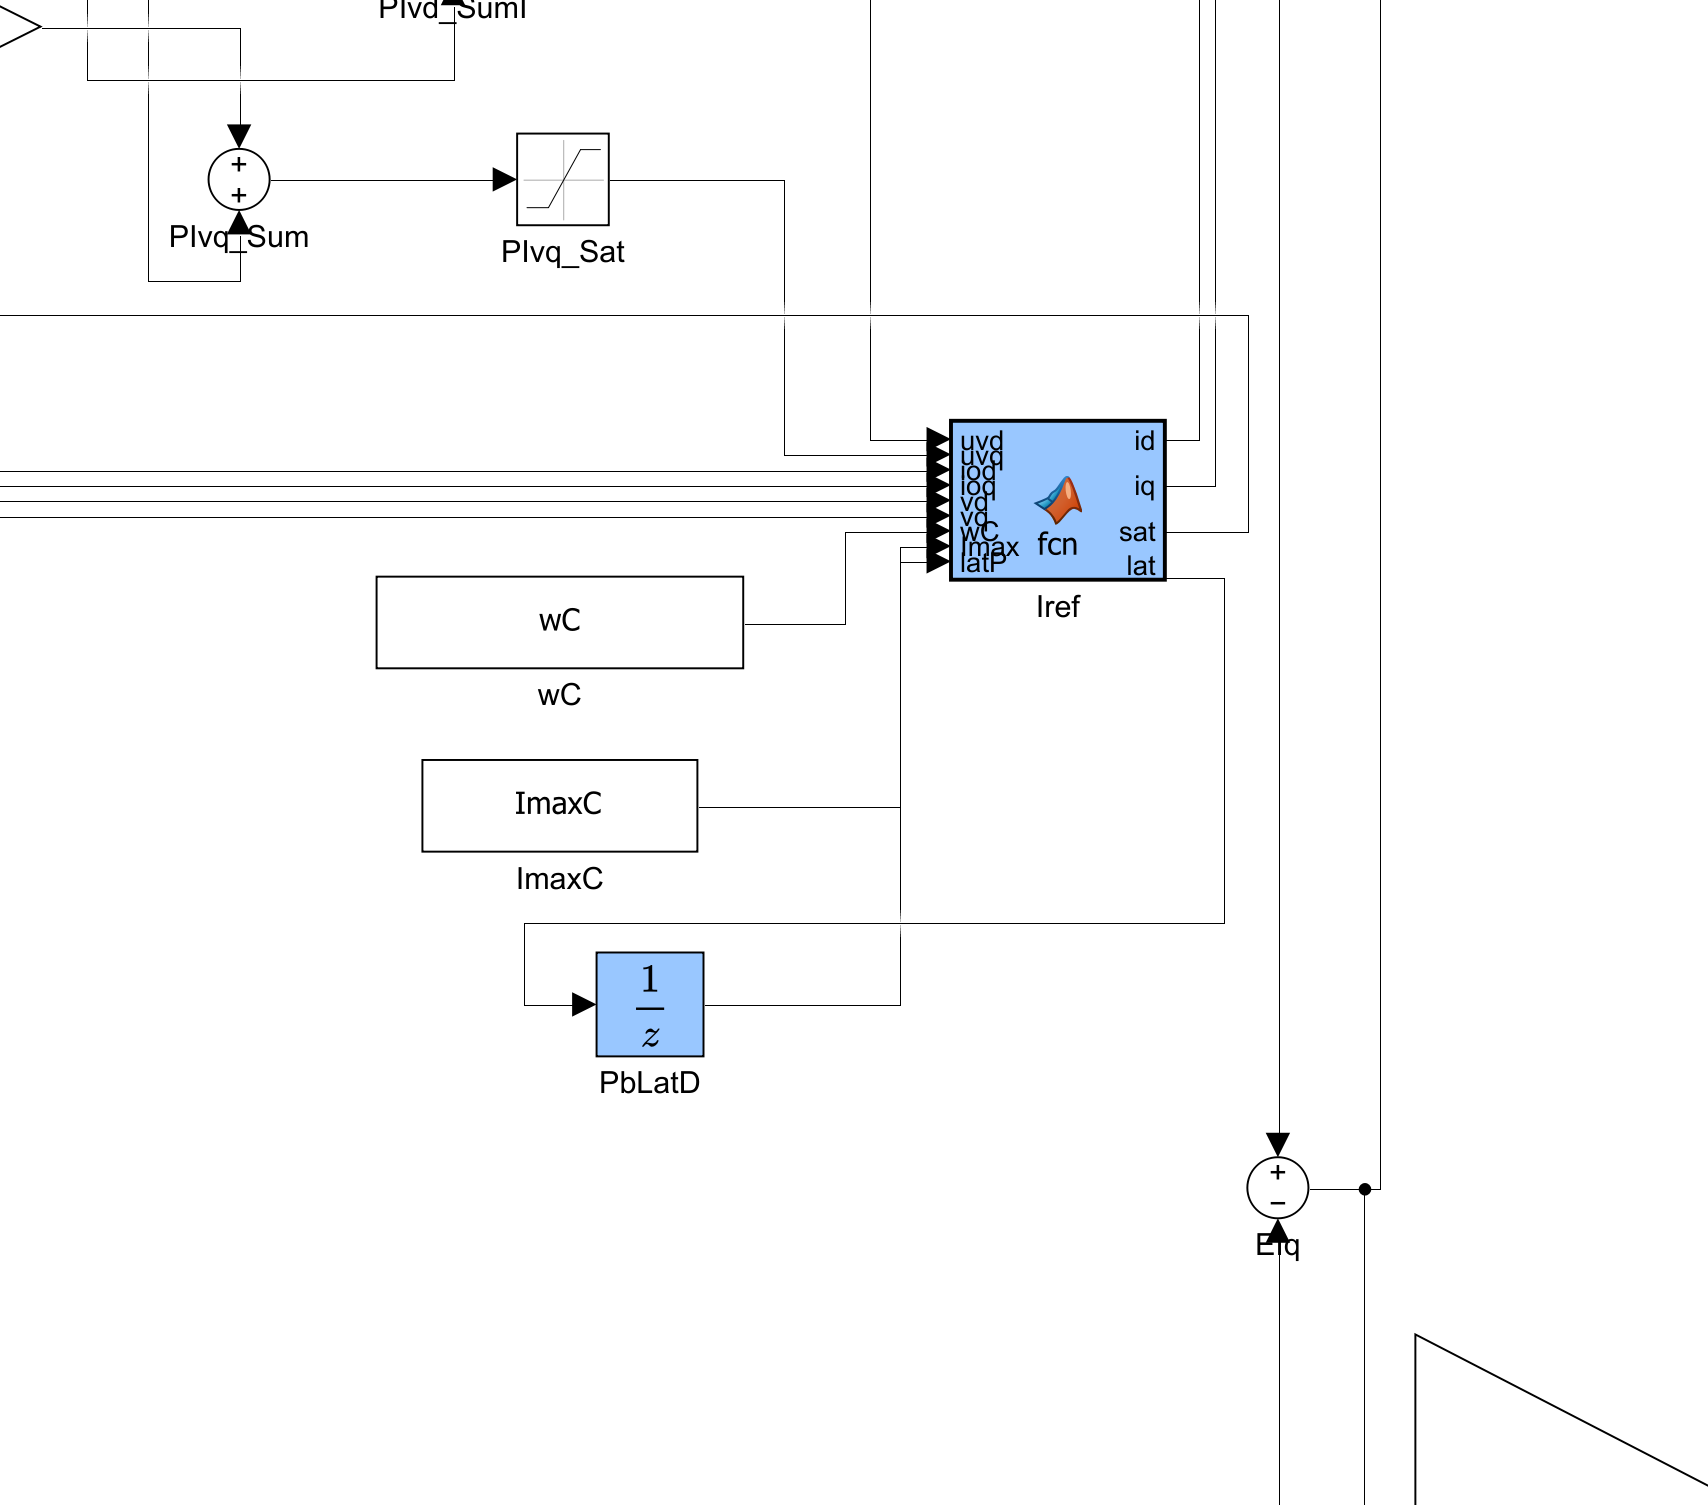 PIvd_SumI
+
+
PIvq_Sum
PIvq_Sat
uvd
uvq
iod
ioq
vd
vq
wC
Imax
latP
fcn
id
iq
sat
lat
Iref
wC
wC
ImaxC
ImaxC
1
z
PbLatD
+
−
EIq